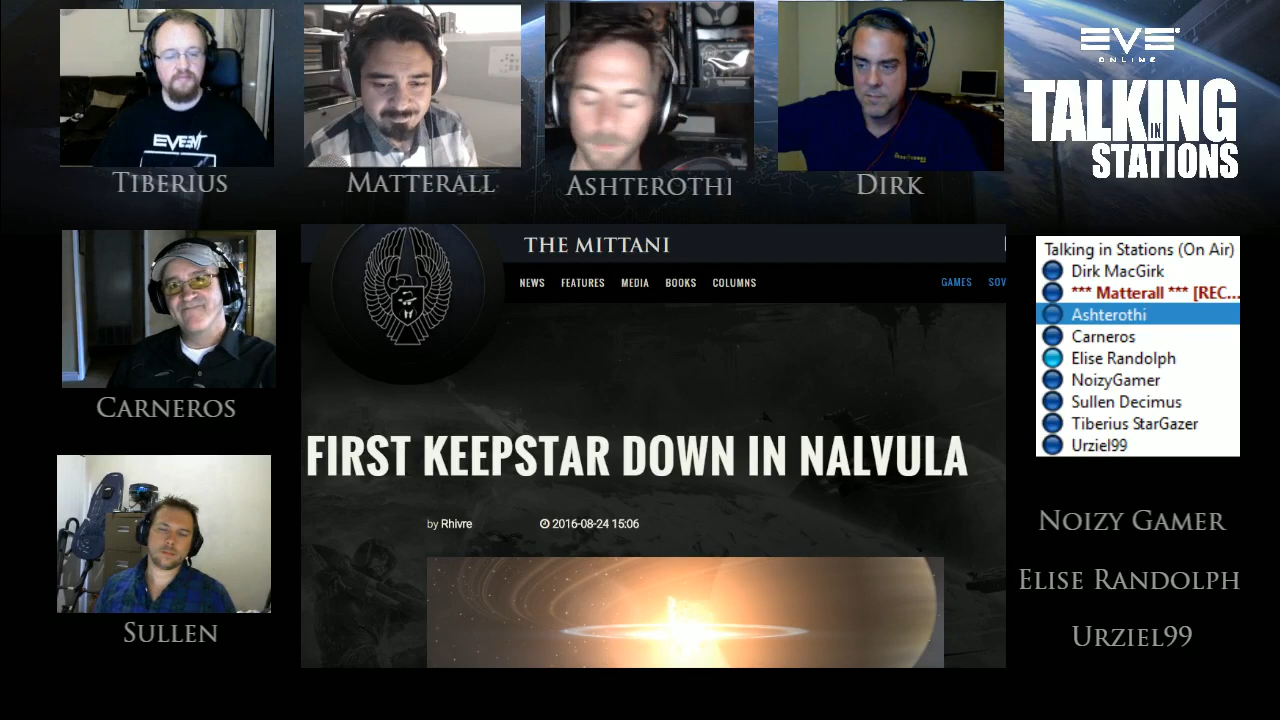 EVE
ONLINE
TALKING
IN
STATIONS
TIBERIUS
MATTERALL
ASHTEROTHI
DIRK
THE MITTANI
NEWS FEATURES MEDIA BOOKS COLUMNS GAMES SOV
CARNEROS
FIRST KEEPSTAR DOWN IN NALVULA
by Rhivre 2016-08-24 15:06
SULLEN
Talking in Stations (On Air)
Dirk MacGirk
*** Matterall *** [REC...
Ashterothi
Carneros
Elise Randolph
NoizyGamer
Sullen Decimus
Tiberius StarGazer
Urziel99
NOIZY GAMER
ELISE RANDOLPH
URZIEL99